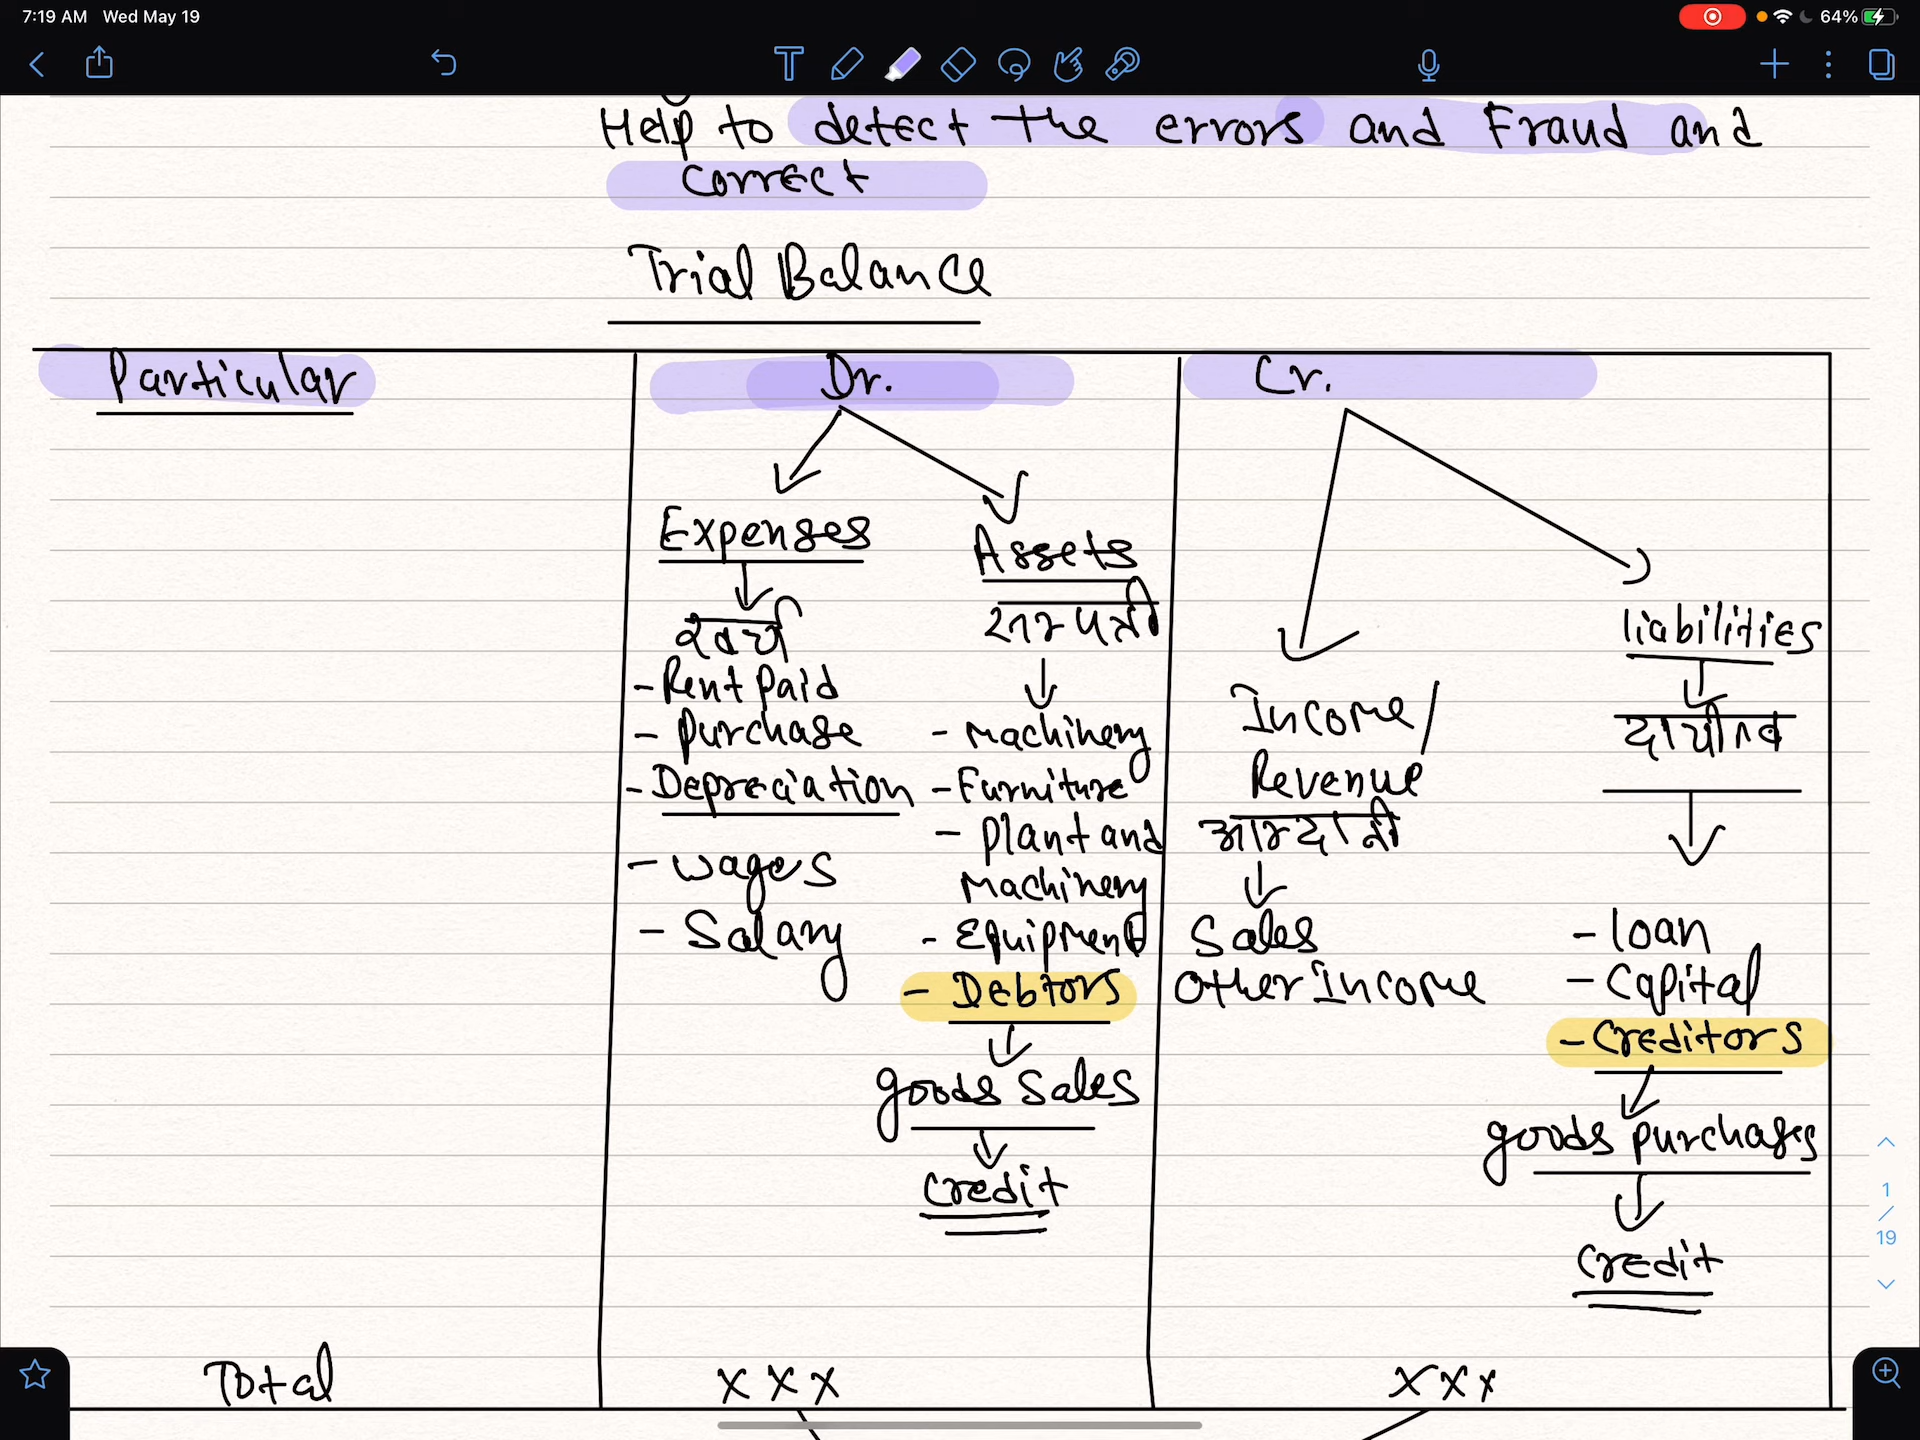 7:19 AM Wed May 19
64%
Help to detect the errors and Fraud and
correct
Trial Balance
Particular
Dr.
Cr.
Expenses
Assets
खर्च
सम्पत्ती
liabilities
दायीत्व
- Rent Paid
- Purchase
- Depreciation
- wages
- Salary
- Machinery
- Furniture
- Plant and
Machinery
- Equipment
- Debtors
goods Sales
credit
Income/
Revenue
आम्दानी
Sales
Other Income
- loan
- Capital
- Creditors
goods purchases
credit
1
/
19
Total
x x x
x x x